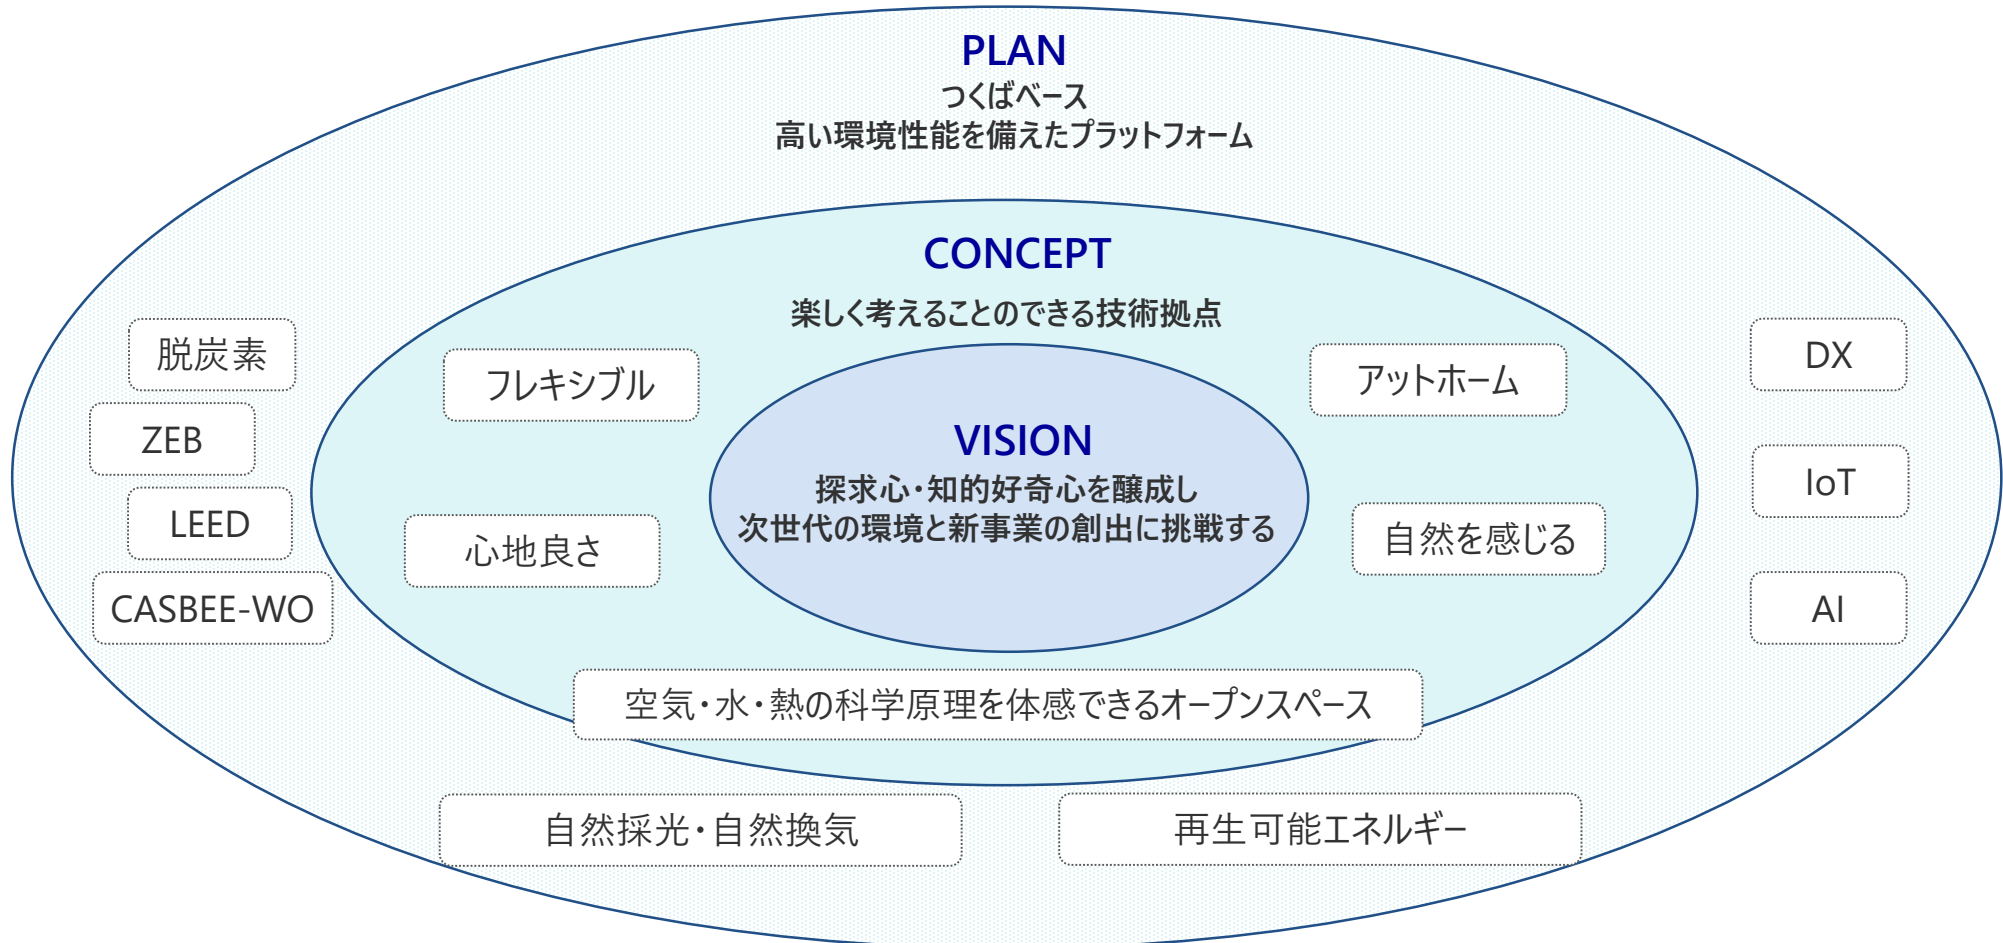 PLAN
つくばベース
高い環境性能を備えたプラットフォーム
CONCEPT
楽しく考えることのできる技術拠点
脱炭素
ZEB
LEED
CASBEE-WO
フレキシブル
心地良さ
VISION
探求心・知的好奇心を醸成し
次世代の環境と新事業の創出に挑戦する
アットホーム
自然を感じる
DX
IoT
AI
空気・水・熱の科学原理を体感できるオープンスペース
自然採光・自然換気
再生可能エネルギー